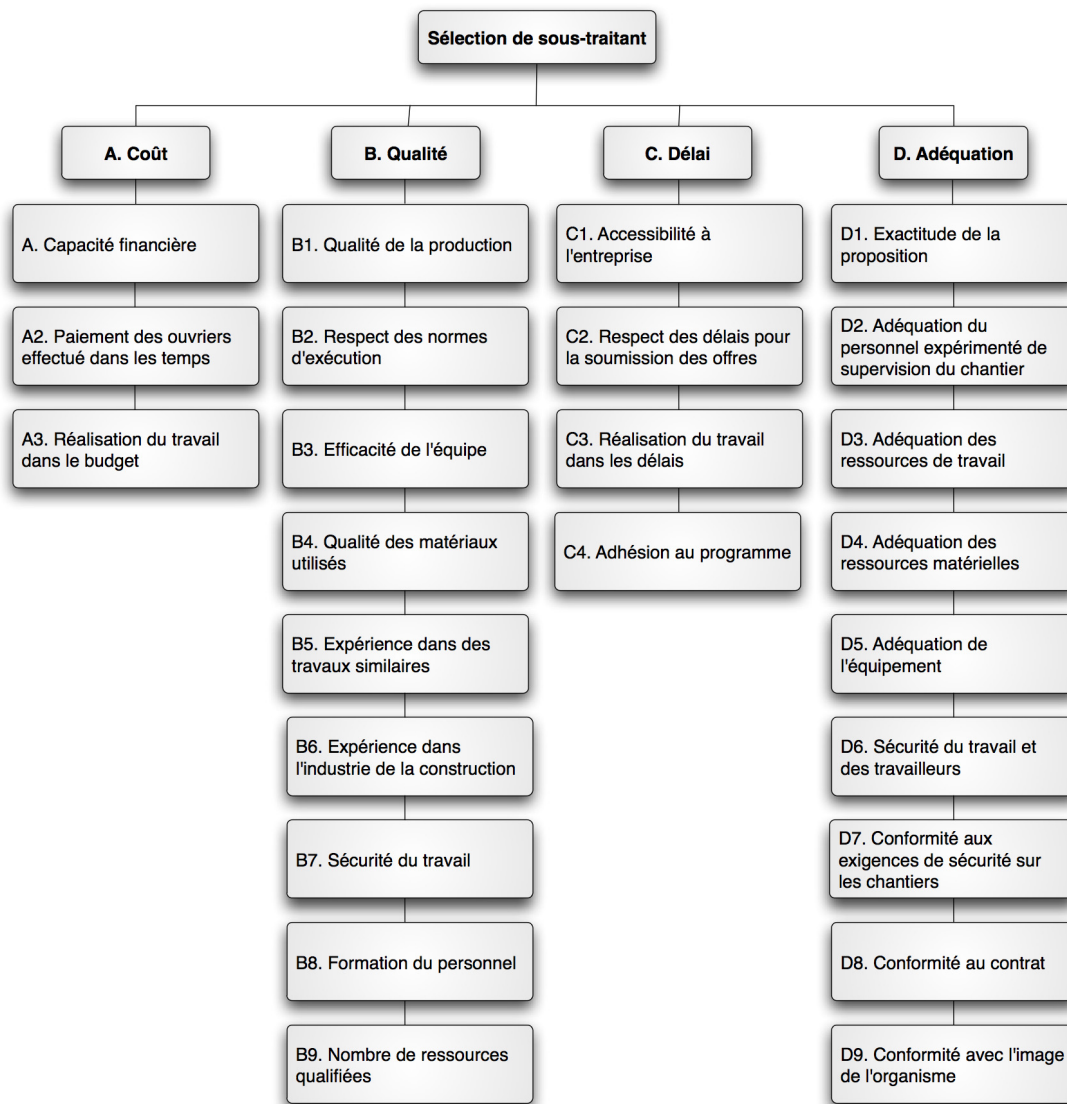 Sélection de sous-traitant
A. Coût
A. Capacité financière
A2. Paiement des ouvriers
effectué dans les temps
A3. Réalisation du travail
dans le budget
B. Qualité
B1. Qualité de la production
B2. Respect des normes
d'exécution
B3. Efficacité de l'équipe
B4. Qualité des matériaux
utilisés
B5. Expérience dans des
travaux similaires
B6. Expérience dans
l'industrie de la construction
B7. Sécurité du travail
B8. Formation du personnel
B9. Nombre de ressources
qualifiées
C. Délai
C1. Accessibilité à
l'entreprise
C2. Respect des délais pour
la soumission des offres
C3. Réalisation du travail
dans les délais
C4. Adhésion au programme
D. Adéquation
D1. Exactitude de la
proposition
D2. Adéquation du
personnel expérimenté de
supervision du chantier
D3. Adéquation des
ressources de travail
D4. Adéquation des
ressources matérielles
D5. Adéquation de
l'équipement
D6. Sécurité du travail et
des travailleurs
D7. Conformité aux
exigences de sécurité sur
les chantiers
D8. Conformité au contrat
D9. Conformité avec l'image
de l'organisme